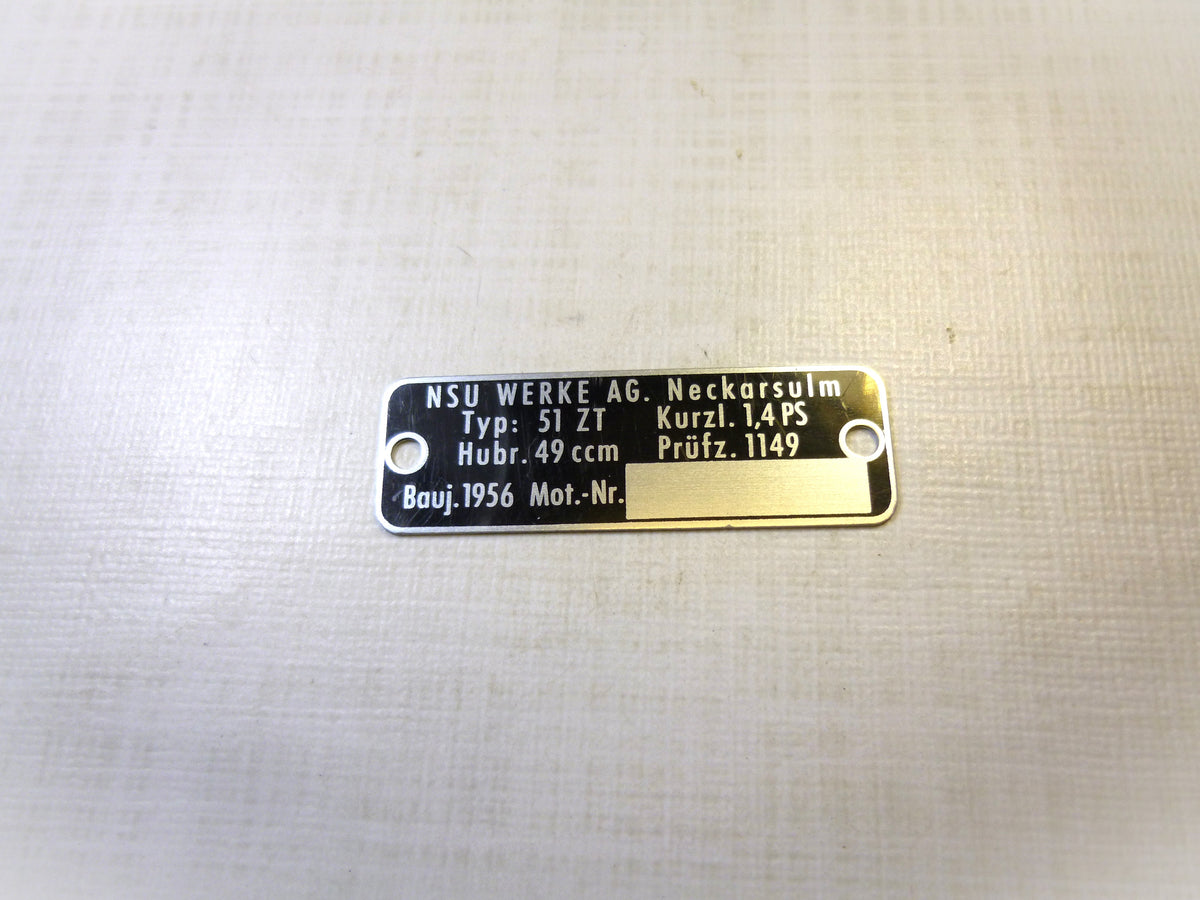 NSU WERKE AG. Neckarsulm
Typ: 51 ZT Kurzl. 1,4 PS
Hubr. 49 ccm Prüfz. 1149
Bauj. 1956 Mot.-Nr.